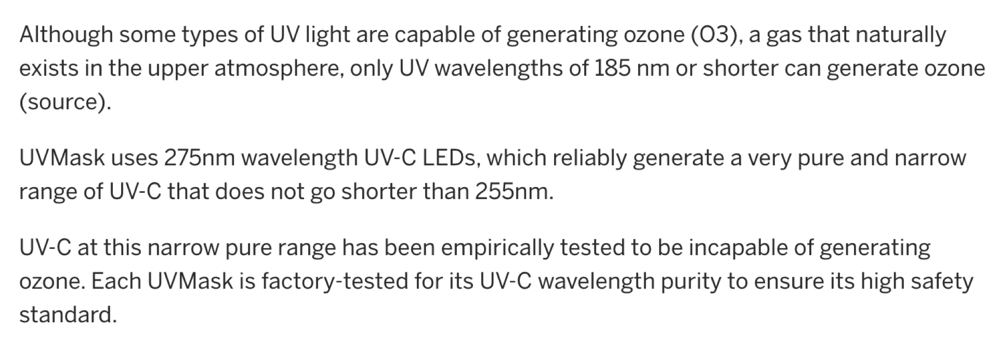 Although some types of UV light are capable of generating ozone (O3), a gas that naturally
exists in the upper atmosphere, only UV wavelengths of 185 nm or shorter can generate ozone
(source).
UVMask uses 275nm wavelength UV-C LEDs, which reliably generate a very pure and narrow
range of UV-C that does not go shorter than 255nm.
UV-C at this narrow pure range has been empirically tested to be incapable of generating
ozone. Each UVMask is factory-tested for its UV-C wavelength purity to ensure its high safety
standard.